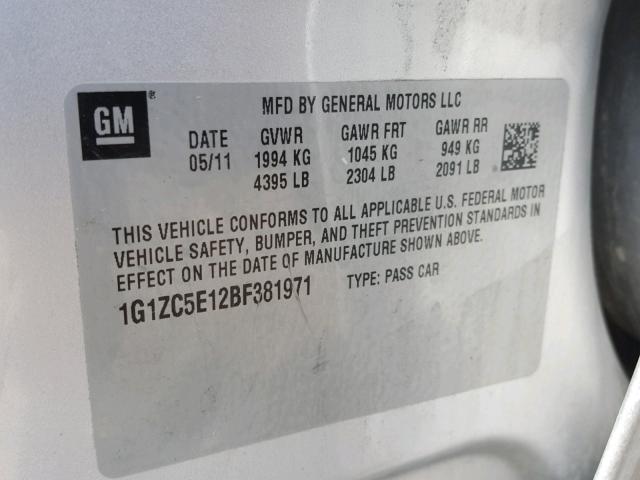 GM®
MFD BY GENERAL MOTORS LLC
DATE GVWR GAWR FRT GAWR RR
05/11 1994 KG 1045 KG 949 KG
4395 LB 2304 LB 2091 LB
THIS VEHICLE CONFORMS TO ALL APPLICABLE U.S. FEDERAL MOTOR
VEHICLE SAFETY, BUMPER, AND THEFT PREVENTION STANDARDS IN
EFFECT ON THE DATE OF MANUFACTURE SHOWN ABOVE.
1G1ZC5E12BF381971 TYPE: PASS CAR